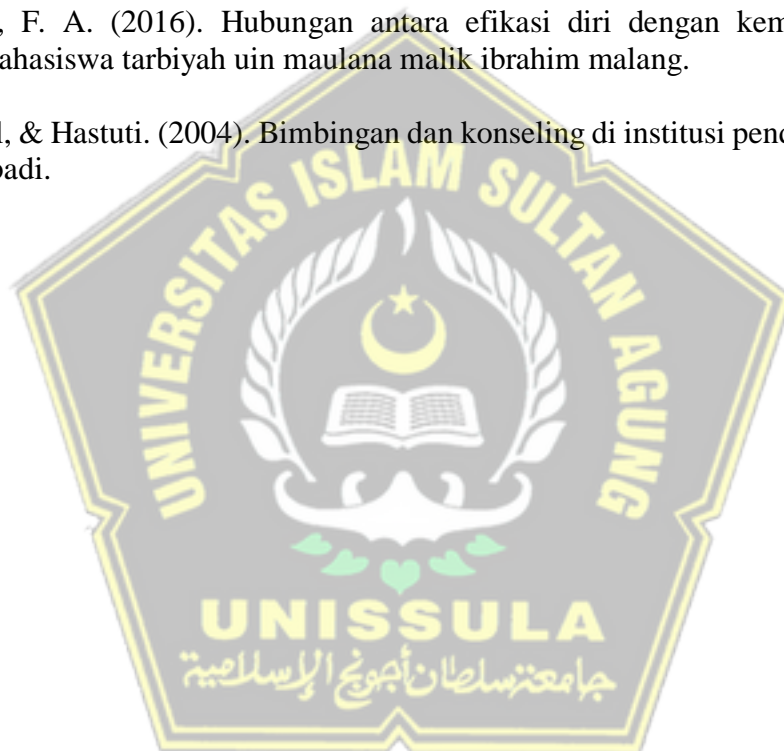 , F. A. (2016). Hubungan antara efikasi diri dengan kem
ahasiswa tarbiyah uin maulana malik ibrahim malang.
l, & Hastuti. (2004). Bimbingan dan konseling di institusi pend
badi.
UNIVERSITAS ISLAM SULTAN AGUNG
UNISSULA
جامعة سلطان أجونج الإسلامية